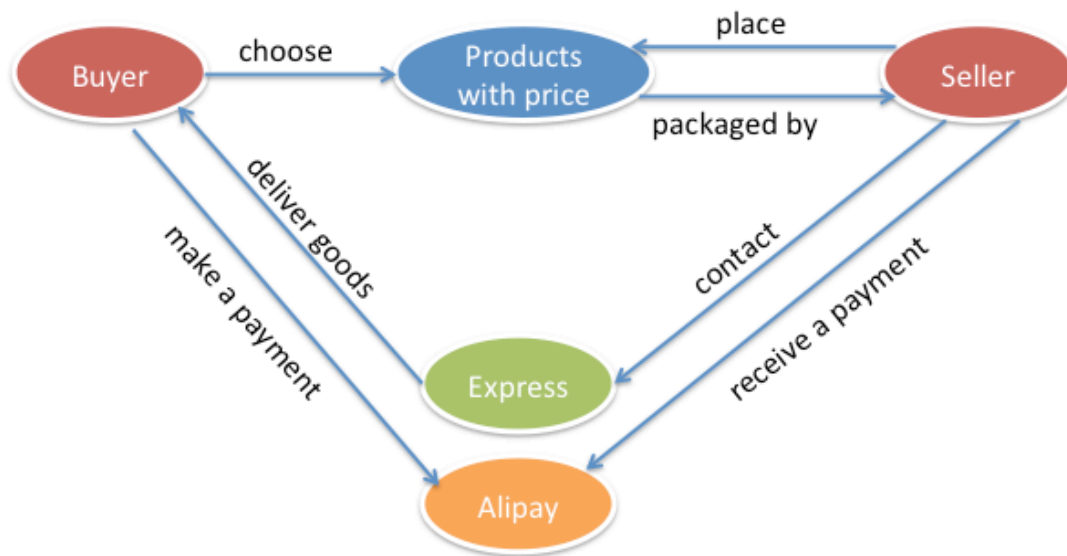 place
choose
Buyer
Products
with price
Seller
packaged by
deliver goods
make a payment
contact
receive a payment
Express
Alipay